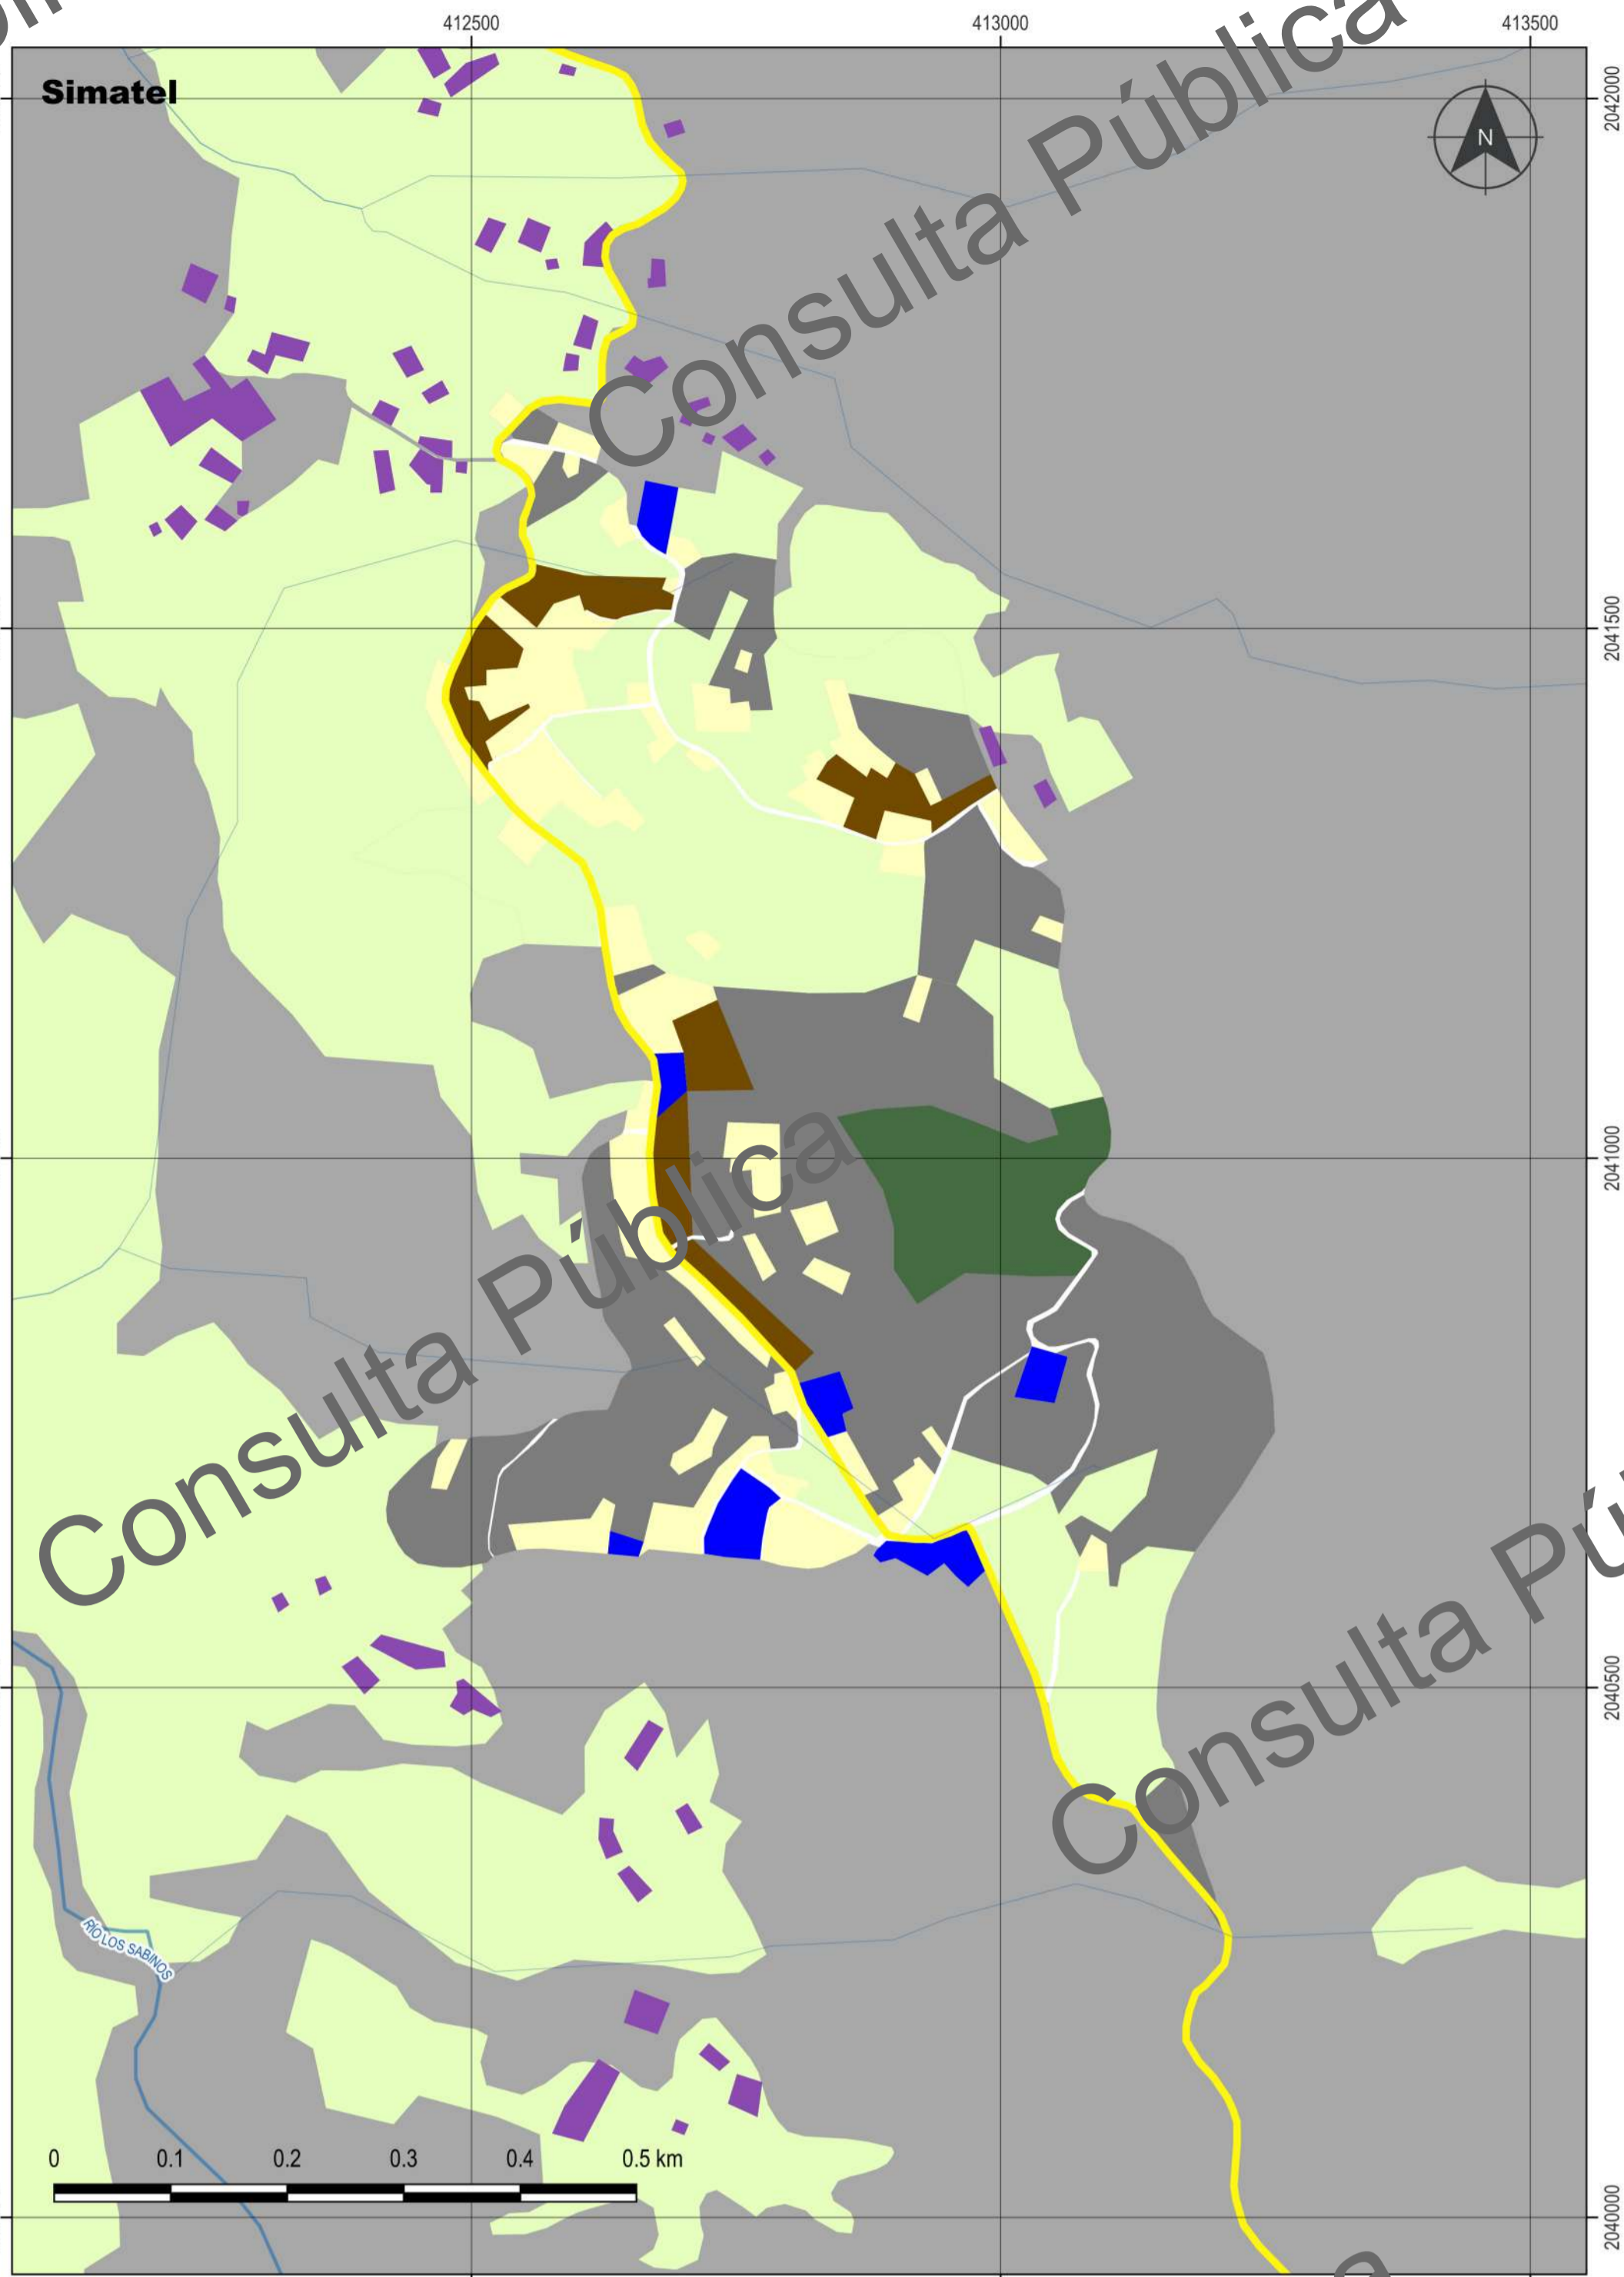 412500
413000
413500
Simatel
2042000
N
Consulta Pública
2041500
2041000
Consulta Pública
2040500
Consulta Pú
RÍO LOS SABINOS
0 0.1 0.2 0.3 0.4 0.5 km
2040000